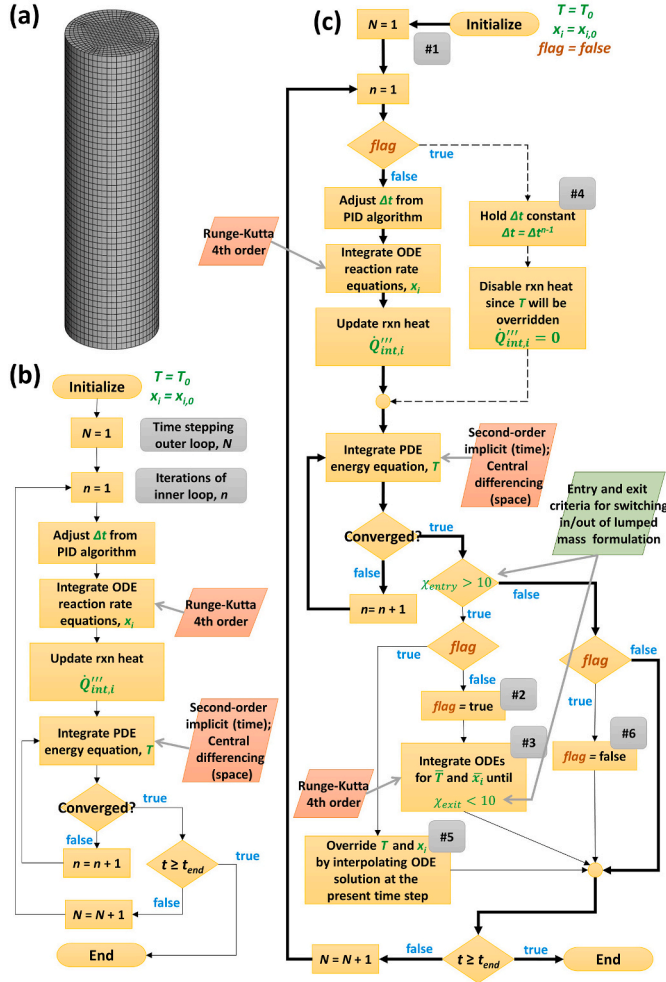 (a)
(b)
Initialize
T = T0
xi = xi,0
N = 1
Time stepping
outer loop, N
n = 1
Iterations of
inner loop, n
Adjust Δt from
PID algorithm
Integrate ODE
reaction rate
equations, xi
Runge-Kutta
4th order
Update rxn heat
Q̇′′′int,i
Integrate PDE
energy equation, T
Second-order
implicit (time);
Central
differencing
(space)
Converged?
true
false
n = n + 1
t ≥ tend
true
false
N = N + 1
End
(c)
N = 1
Initialize
T = T0
xi = xi,0
flag = false
#1
n = 1
flag
true
false
#4
Adjust Δt from
PID algorithm
Hold Δt constant
Δt = Δtn-1
Runge-Kutta
4th order
Integrate ODE
reaction rate
equations, xi
Disable rxn heat
since T will be
overridden
Q̇′′′int,i = 0
Update rxn heat
Q̇′′′int,i
Integrate PDE
energy equation, T
Second-order
implicit (time);
Central
differencing
(space)
Entry and exit
criteria for switching
in/out of lumped
mass formulation
Converged?
true
false
n= n + 1
χentry > 10
false
true
flag
true
false
flag
false
true
flag = true
#2
#3
Integrate ODEs
for T̅ and x̅i until
χexit < 10
Runge-Kutta
4th order
#6
flag = false
#5
Override T and xi
by interpolating ODE
solution at the
present time step
N = N + 1
false
t ≥ tend
true
End